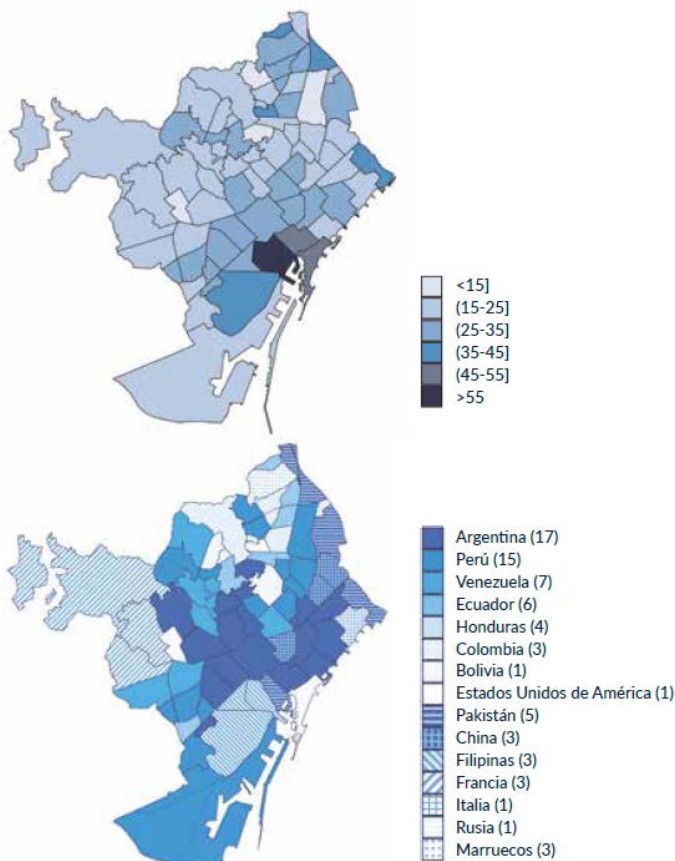 <15]
(15-25]
(25-35]
(35-45]
(45-55]
>55
Argentina (17)
Perú (15)
Venezuela (7)
Ecuador (6)
Honduras (4)
Colombia (3)
Bolivia (1)
Estados Unidos de América (1)
Pakistán (5)
China (3)
Filipinas (3)
Francia (3)
Italia (1)
Rusia (1)
Marruecos (3)